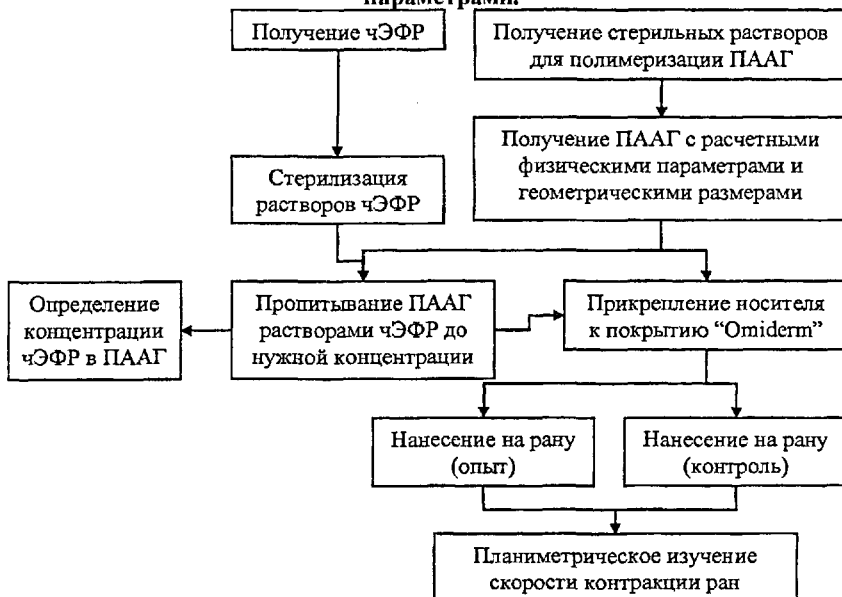 параметрами.
Получение чЭФР
Получение стерильных растворов
для полимеризации ПААГ
Получение ПААГ с расчетными
физическими параметрами и
геометрическими размерами
Стерилизация
растворов чЭФР
Определение
концентрации
чЭФР в ПААГ
Пропитывание ПААГ
растворами чЭФР до
нужной концентрации
Прикрепление носителя
к покрытию “Omiderm”
Нанесение на рану
(опыт)
Нанесение на рану
(контроль)
Планиметрическое изучение
скорости контракции ран